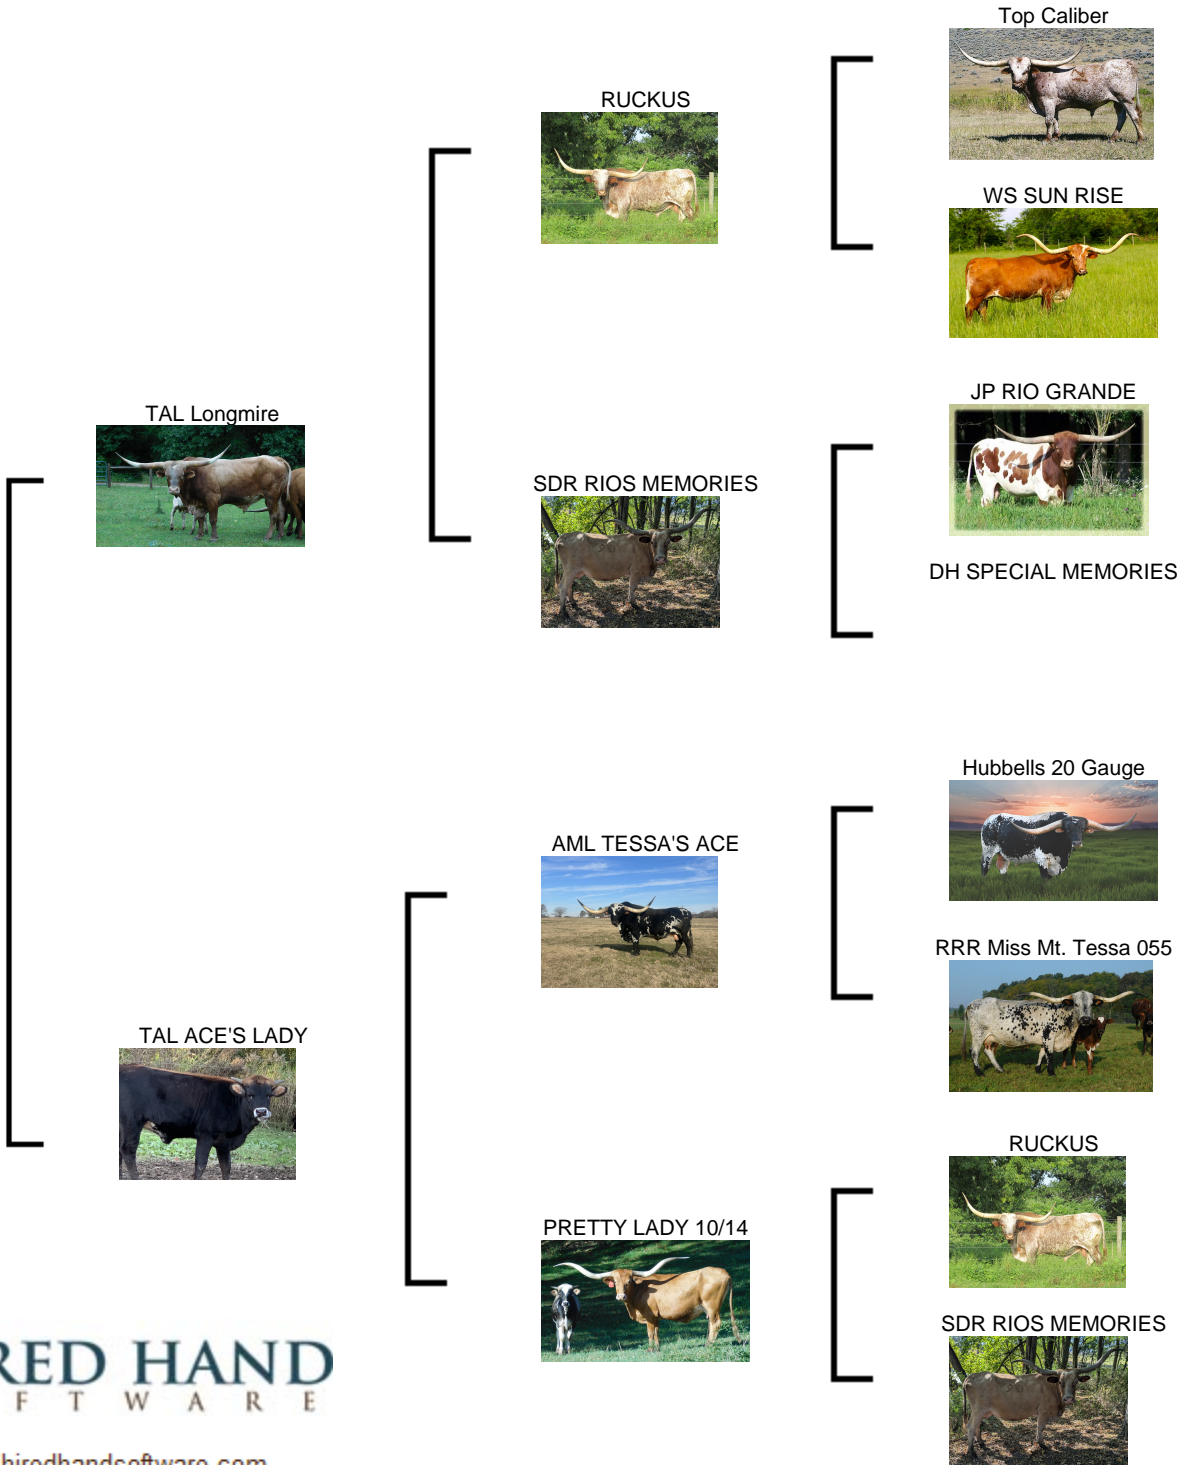 Top Caliber
RUCKUS
WS SUN RISE
TAL Longmire
JP RIO GRANDE
SDR RIOS MEMORIES
DH SPECIAL MEMORIES
Hubbells 20 Gauge
AML TESSA'S ACE
RRR Miss Mt. Tessa 055
TAL ACE'S LADY
RUCKUS
PRETTY LADY 10/14
SDR RIOS MEMORIES
RED HAND
F T W A R E
hiredhandsoftware.com